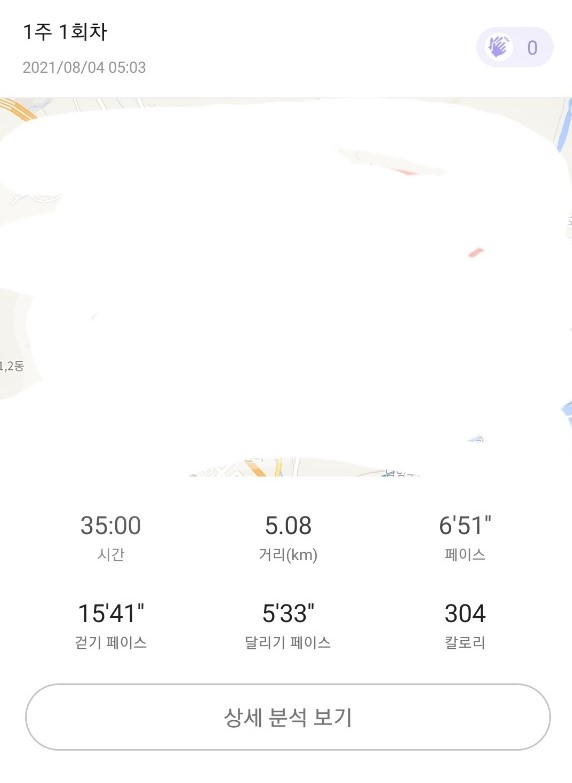 1주 1회차
0
2021/08/04 05:03
1,2동
35:00
시간
5.08
거리(km)
6'51"
페이스
15'41"
걷기 페이스
5'33"
달리기 페이스
304
칼로리
상세 분석 보기